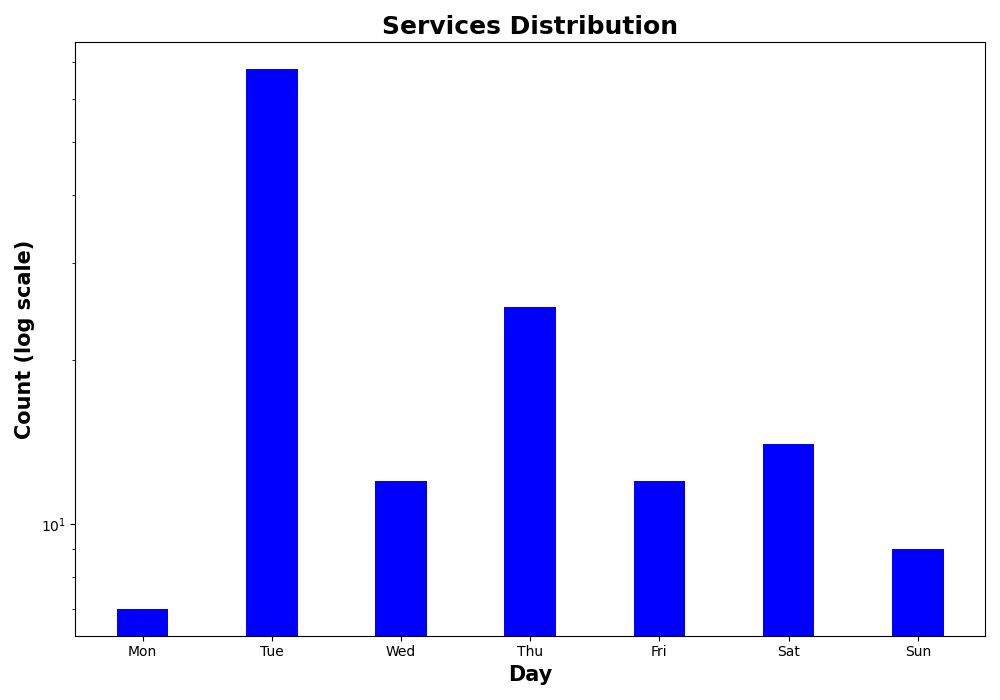 Services Distribution
Count (log scale)
10¹
Mon Tue Wed Thu Fri Sat Sun
Day